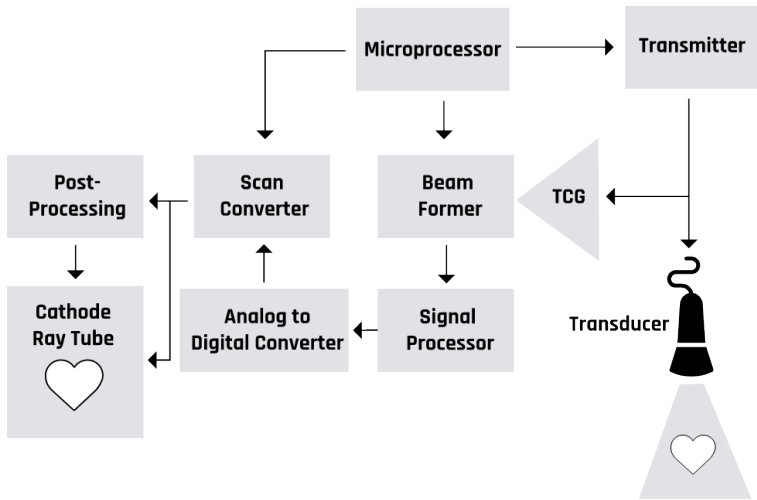 Microprocessor
Transmitter
Post-
Processing
Scan
Converter
Beam
Former
TCG
Cathode
Ray Tube
Analog to
Digital Converter
Signal
Processor
Transducer